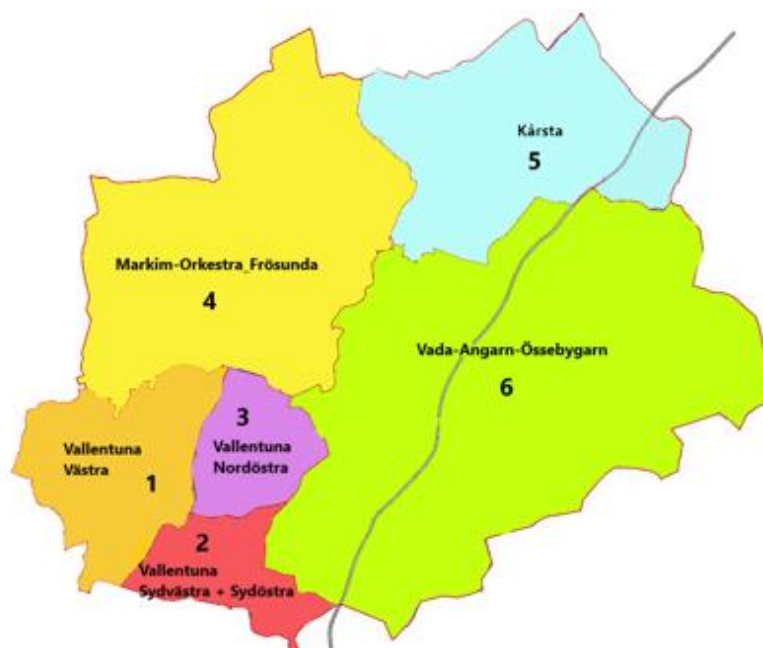 Kårsta
5
Markim-Orkestra_Frösunda
4
Vada-Angarn-Össebygarn
6
3
Vallentuna
Nordöstra
Vallentuna
Västra
1
2
Vallentuna
Sydvästra + Sydöstra